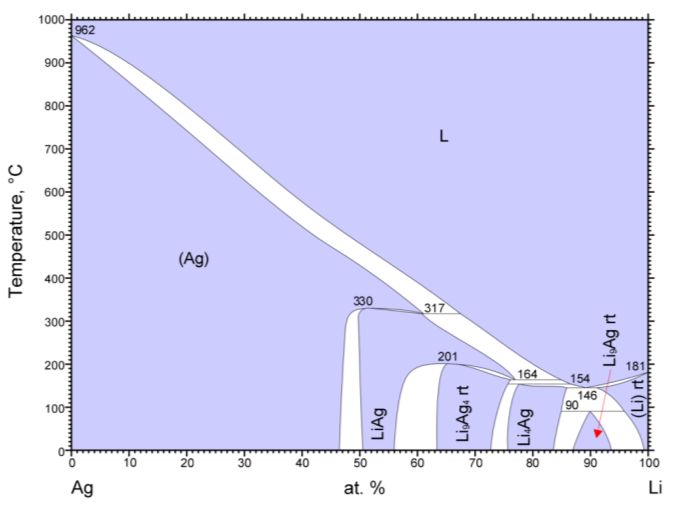 1000
962
900
800
L
700
600
Temperature, °C
500
(Ag)
400
330
317
300
Li₉Ag rt
201
181
200
164
154
146
(Li) rt
100
90
LiAg
Li₉Ag₄ rt
Li₄Ag
0
0 10 20 30 40 50 60 70 80 90 100
Ag at. % Li